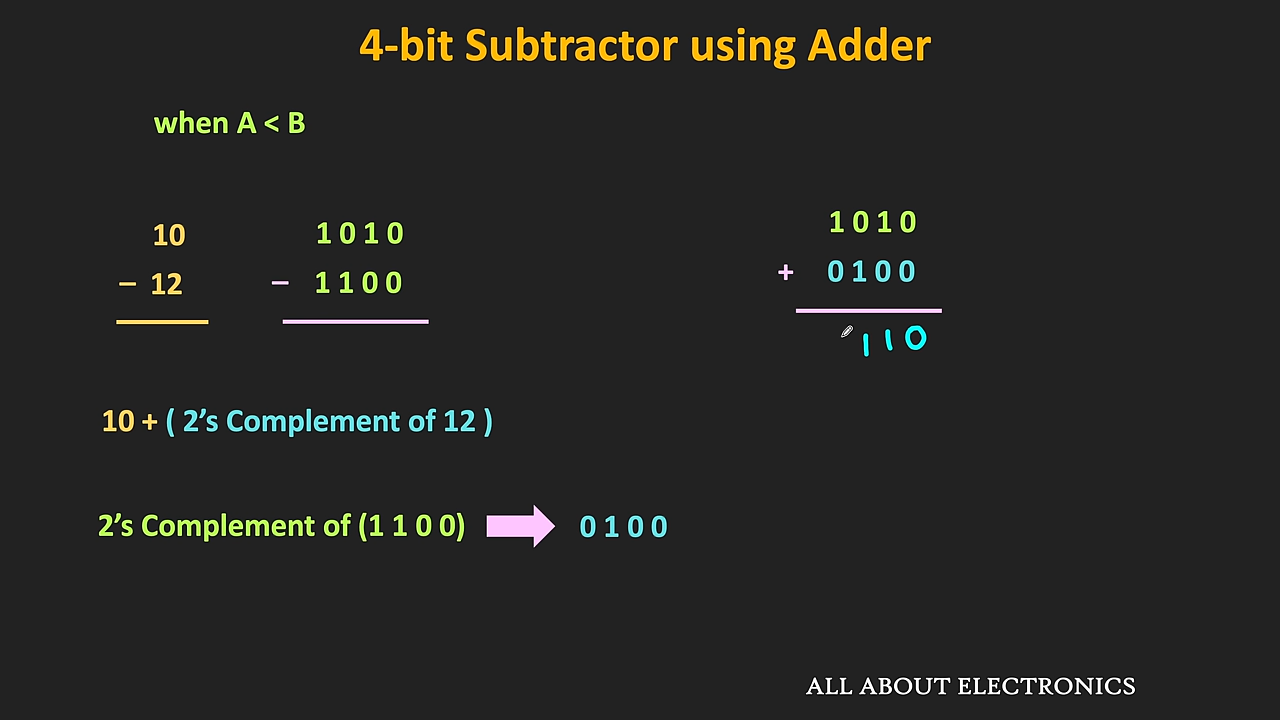 4-bit Subtractor using Adder
when A < B
10
– 12
1 0 1 0
– 1 1 0 0
1 0 1 0
+ 0 1 0 0
1 1 0
10 + ( 2’s Complement of 12 )
2’s Complement of (1 1 0 0) 0 1 0 0
ALL ABOUT ELECTRONICS